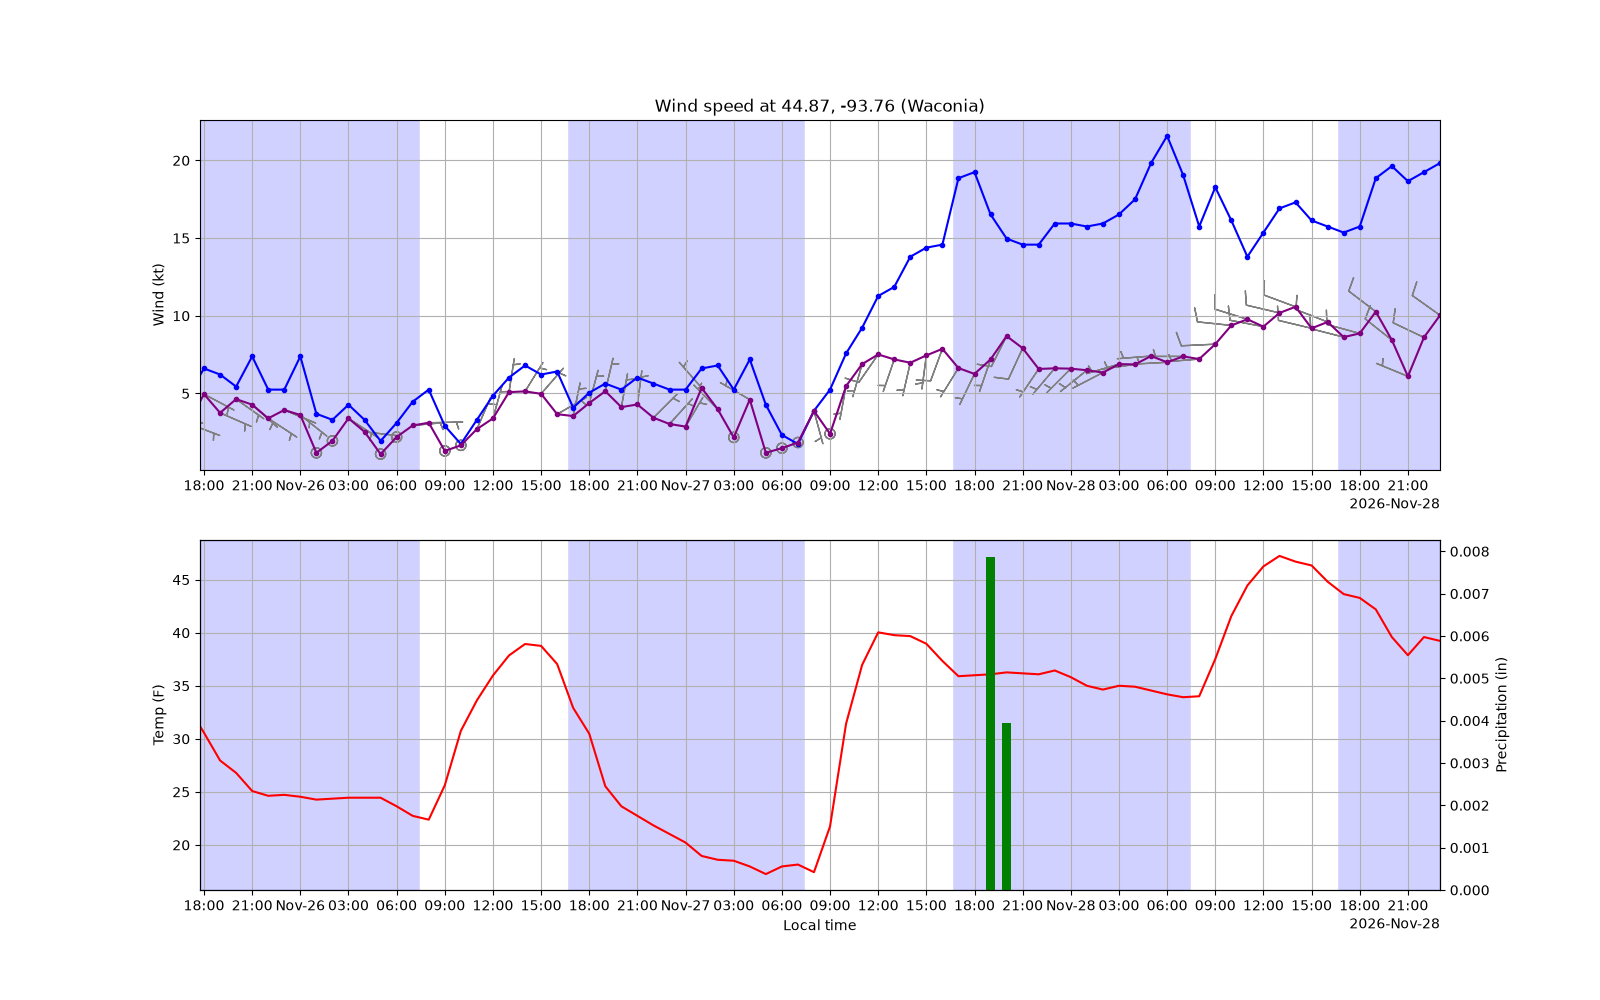 Wind speed at 44.87, -93.76 (Waconia)
20
15
10
5
Wind (kt)
18:00 21:00 Nov-26 03:00 06:00 09:00 12:00 15:00 18:00 21:00 Nov-27 03:00 06:00 09:00 12:00 15:00 18:00 21:00 Nov-28 03:00 06:00 09:00 12:00 15:00 18:00 21:00
2026-Nov-28
45
40
35
30
25
20
Temp (F)
0.008
0.007
0.006
0.005
0.004
0.003
0.002
0.001
0.000
Precipitation (in)
18:00 21:00 Nov-26 03:00 06:00 09:00 12:00 15:00 18:00 21:00 Nov-27 03:00 06:00 09:00 12:00 15:00 18:00 21:00 Nov-28 03:00 06:00 09:00 12:00 15:00 18:00 21:00
Local time
2026-Nov-28